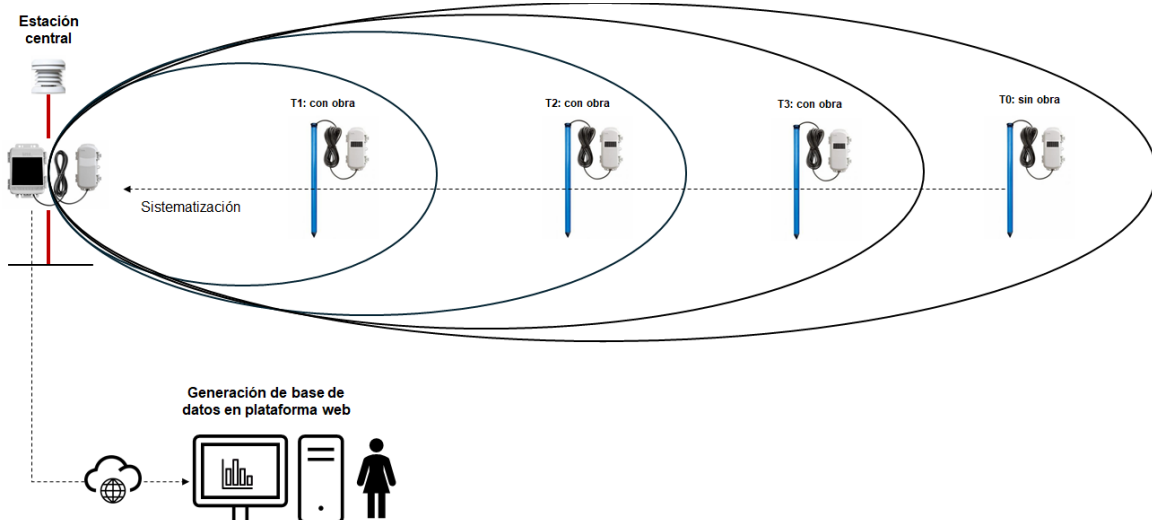 Estación
central
T1: con obra
T2: con obra
T3: con obra
T0: sin obra
Sistematización
Generación de base de
datos en plataforma web